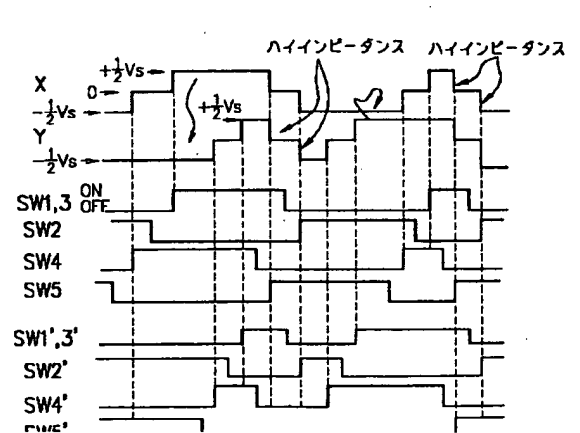 ハイインピーダンス ハイインピーダンス
+½Vs
X 0
+½Vs
-½Vs
Y
-½Vs
SW1,3 ON OFF
SW2
SW4
SW5
SW1',3'
SW2'
SW4'
SW5'